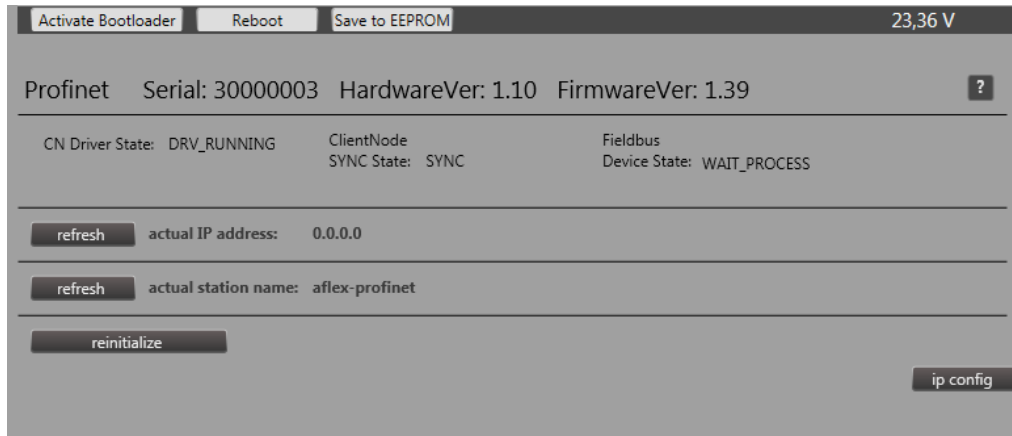 Activate Bootloader Reboot Save to EEPROM 23,36 V
Profinet Serial: 30000003 HardwareVer: 1.10 FirmwareVer: 1.39 ?
CN Driver State: DRV_RUNNING
ClientNode
SYNC State: SYNC
Fieldbus
Device State: WAIT_PROCESS
refresh actual IP address: 0.0.0.0
refresh actual station name: aflex-profinet
reinitialize
ip config